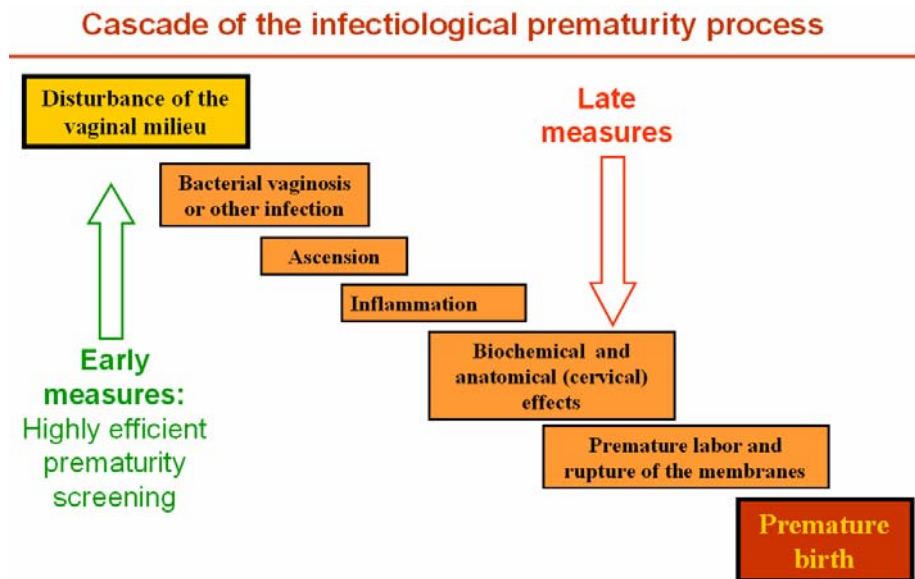 Cascade of the infectiological prematurity process
Disturbance of the
vaginal milieu
Late
measures
Bacterial vaginosis
or other infection
Ascension
Inflammation
Early
measures:
Highly efficient
prematurity
screening
Biochemical and
anatomical (cervical)
effects
Premature labor and
rupture of the membranes
Premature
birth